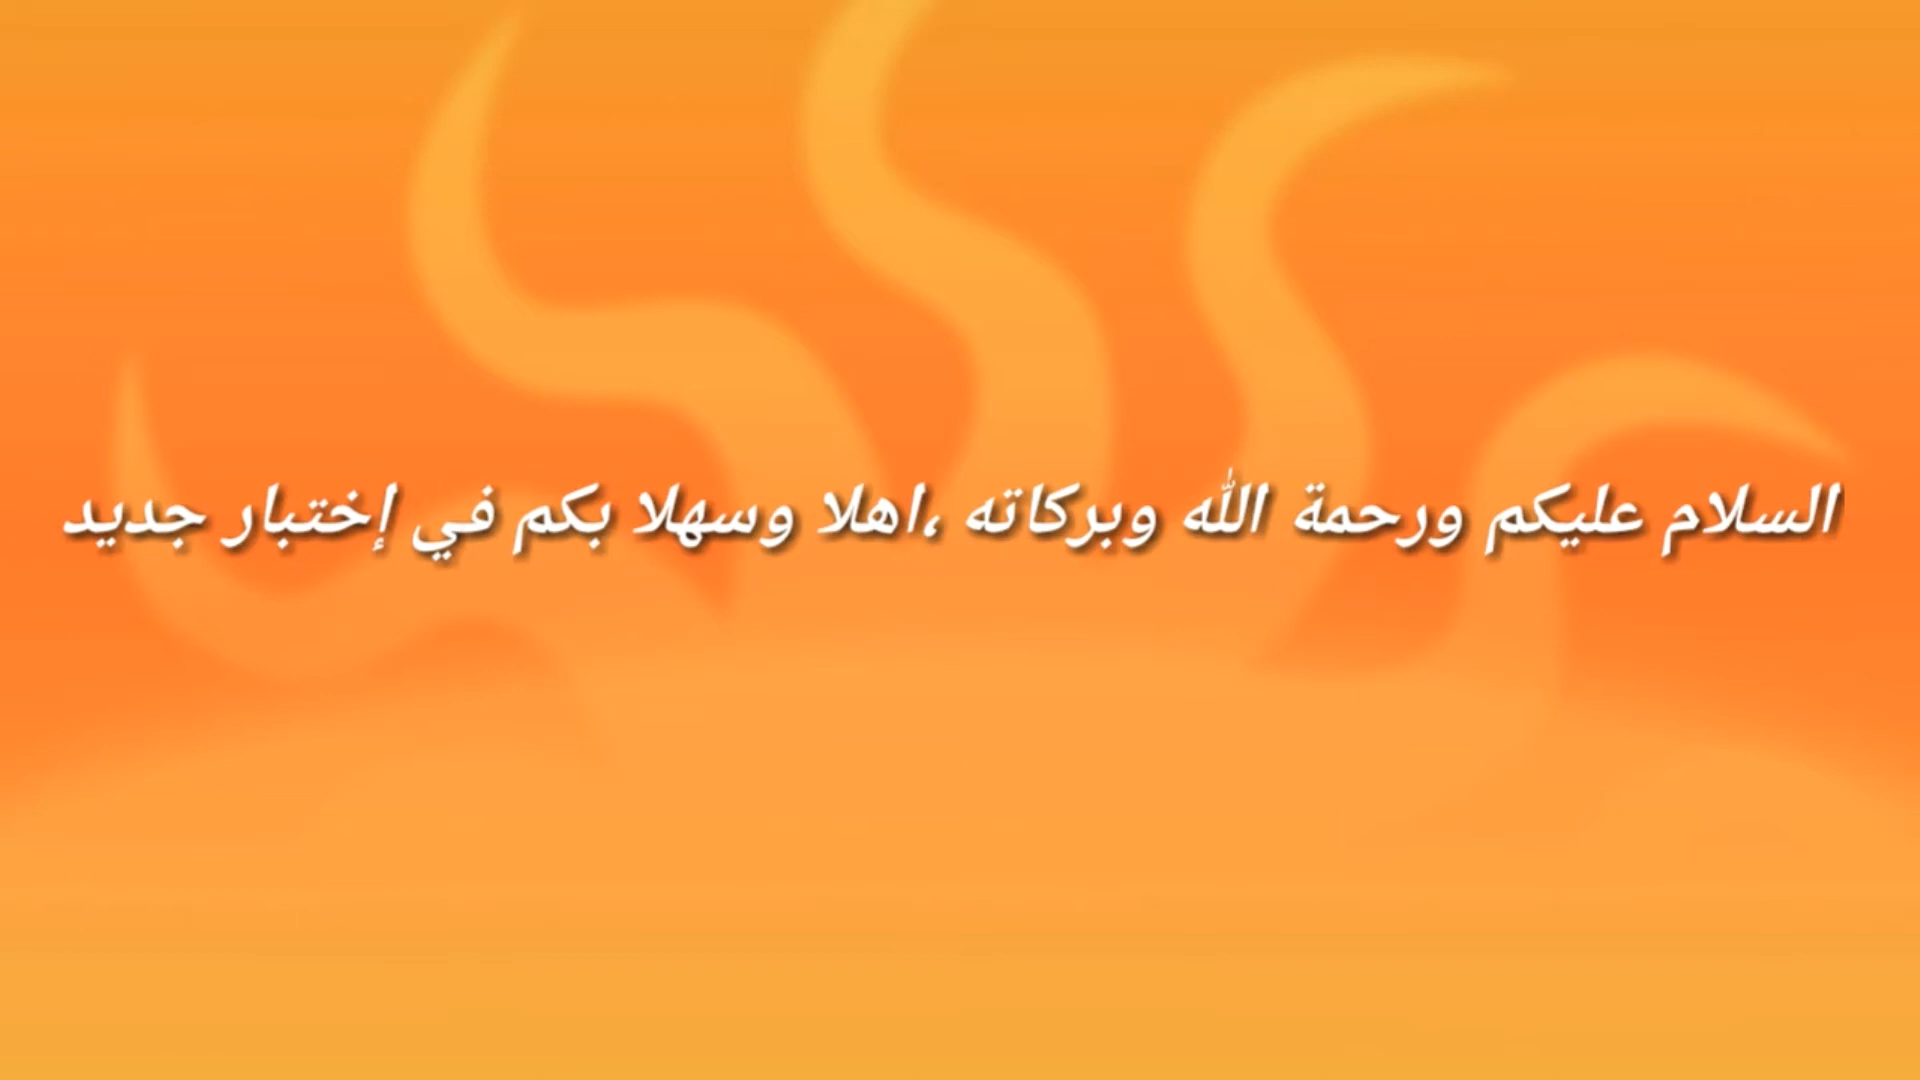 السلام عليكم ورحمة الله وبركاته ،اهلا وسهلا بكم في إختبار جديد